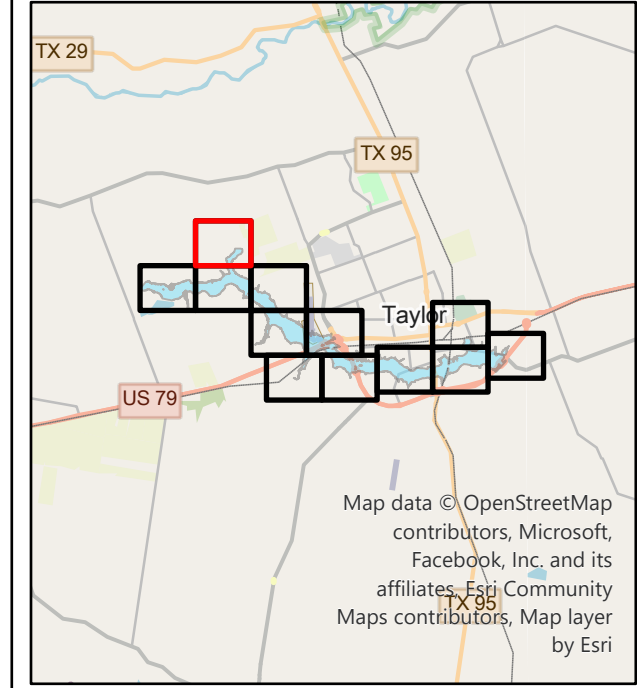 TX 29
TX 95
Taylor
US 79
Map data © OpenStreetMap
contributors, Microsoft,
Facebook, Inc. and its
affiliates, Esri Community
Maps contributors, Map layer
by Esri
TX 95